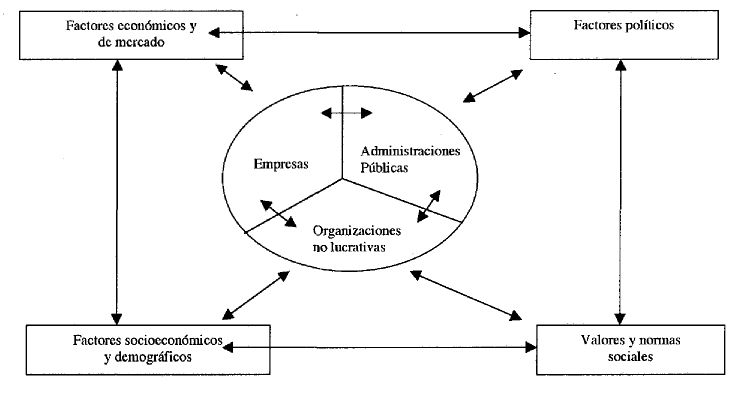 Factores económicos y
de mercado
Factores políticos
Administraciones
Públicas
Empresas
Organizaciones
no lucrativas
Factores socioeconómicos
y demográficos
Valores y normas
sociales